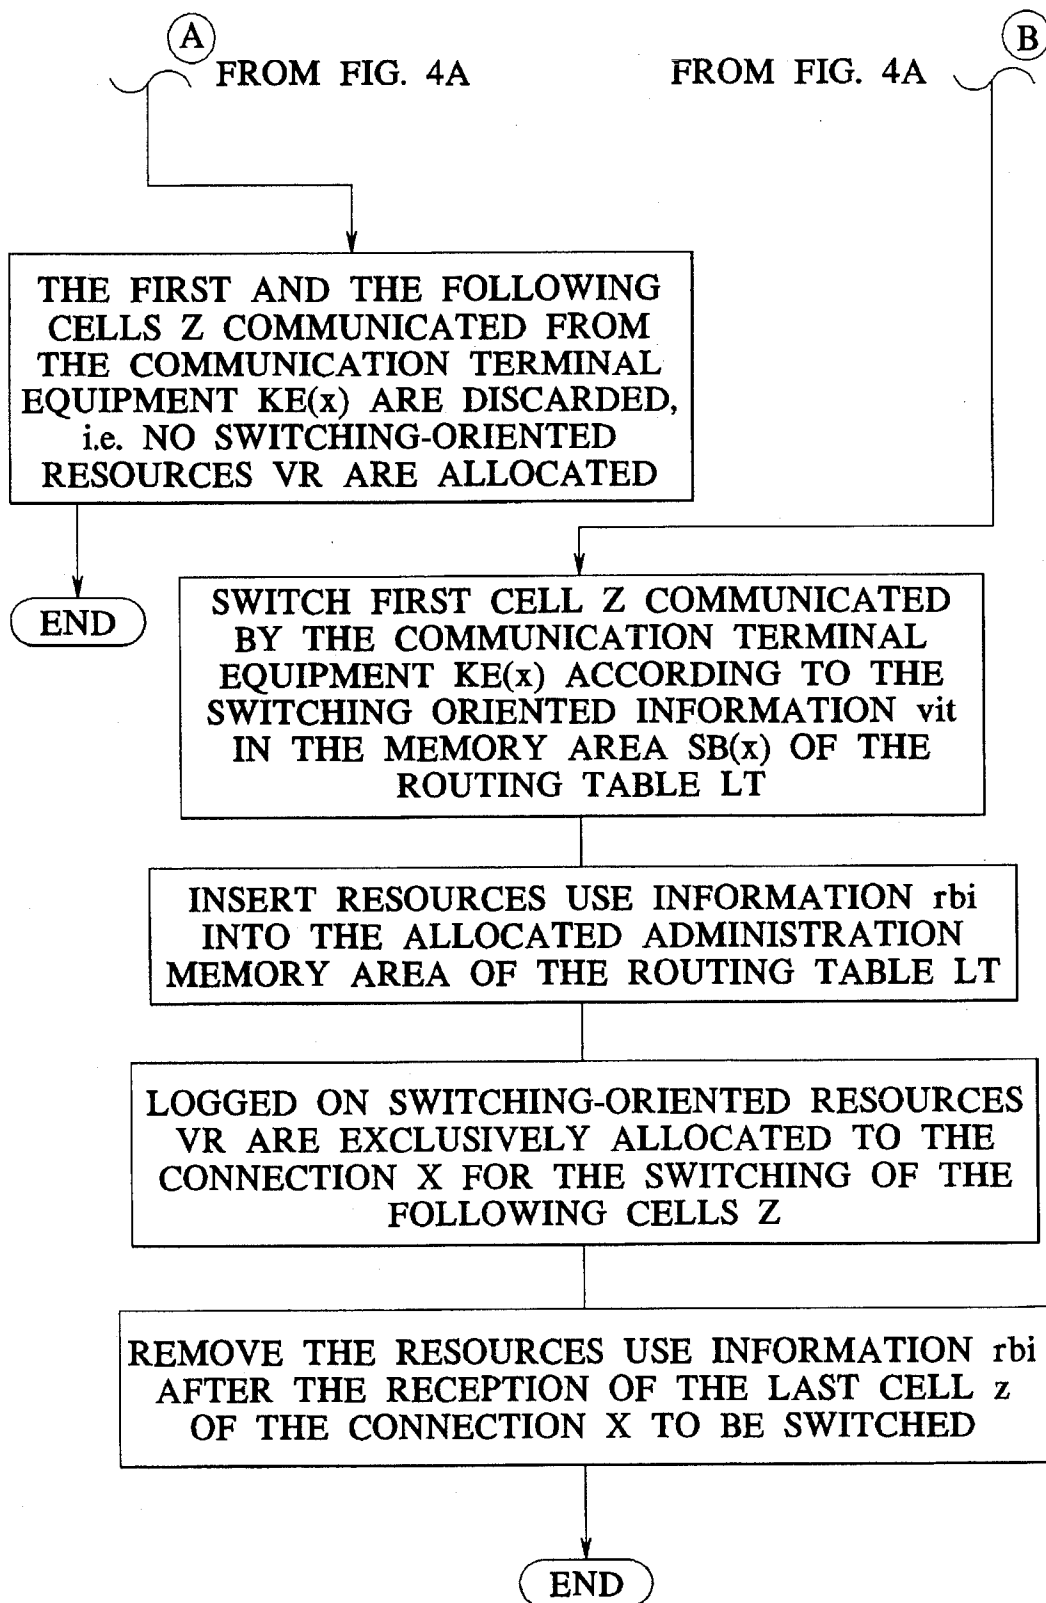 A
FROM FIG. 4A
FROM FIG. 4A
B
THE FIRST AND THE FOLLOWING
CELLS Z COMMUNICATED FROM
THE COMMUNICATION TERMINAL
EQUIPMENT KE(x) ARE DISCARDED,
i.e. NO SWITCHING-ORIENTED
RESOURCES VR ARE ALLOCATED
END
SWITCH FIRST CELL Z COMMUNICATED
BY THE COMMUNICATION TERMINAL
EQUIPMENT KE(x) ACCORDING TO THE
SWITCHING ORIENTED INFORMATION vit
IN THE MEMORY AREA SB(x) OF THE
ROUTING TABLE LT
INSERT RESOURCES USE INFORMATION rbi
INTO THE ALLOCATED ADMINISTRATION
MEMORY AREA OF THE ROUTING TABLE LT
LOGGED ON SWITCHING-ORIENTED RESOURCES
VR ARE EXCLUSIVELY ALLOCATED TO THE
CONNECTION X FOR THE SWITCHING OF THE
FOLLOWING CELLS Z
REMOVE THE RESOURCES USE INFORMATION rbi
AFTER THE RECEPTION OF THE LAST CELL z
OF THE CONNECTION X TO BE SWITCHED
END